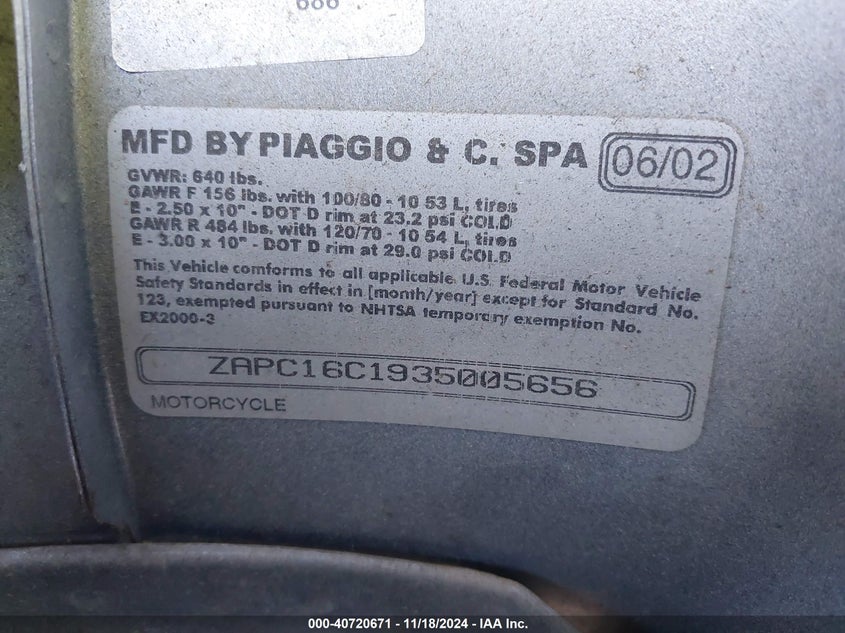 686
MFD BY PIAGGIO & C. SPA 06/02
GVWR: 640 lbs.
GAWR F 156 lbs. with 100/80 - 10 53 L, tires
E - 2.50 x 10" - DOT D rim at 23.2 psi COLD
GAWR R 484 lbs. with 120/70 - 10 54 L, tires
E - 3.00 x 10" - DOT D rim at 29.0 psi COLD
This Vehicle comforms to all applicable U.S. Federal Motor Vehicle
Safety Standards in effect in [month/year] except for Standard No.
123, exempted pursuant to NHTSA temporary exemption No.
EX2000-3
ZAPC16C1935005656
MOTORCYCLE
000-40720671 - 11/18/2024 - IAA Inc.